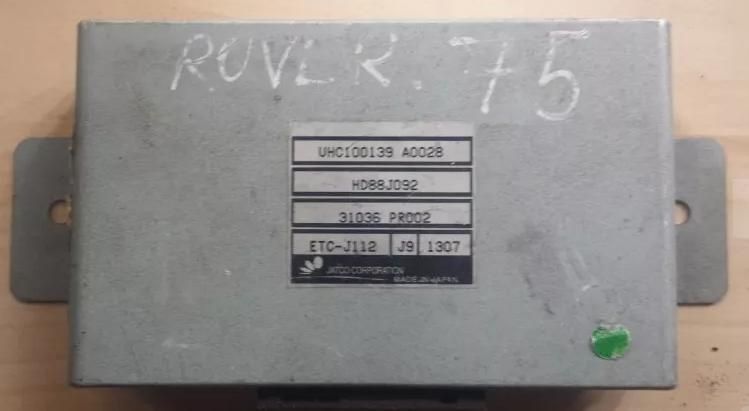 ROVER. 75
UHC100139 A0028
HD88J092
31036 PR002
ETC-J112 J9 1307
JATCO CORPORATION
MADE IN JAPAN